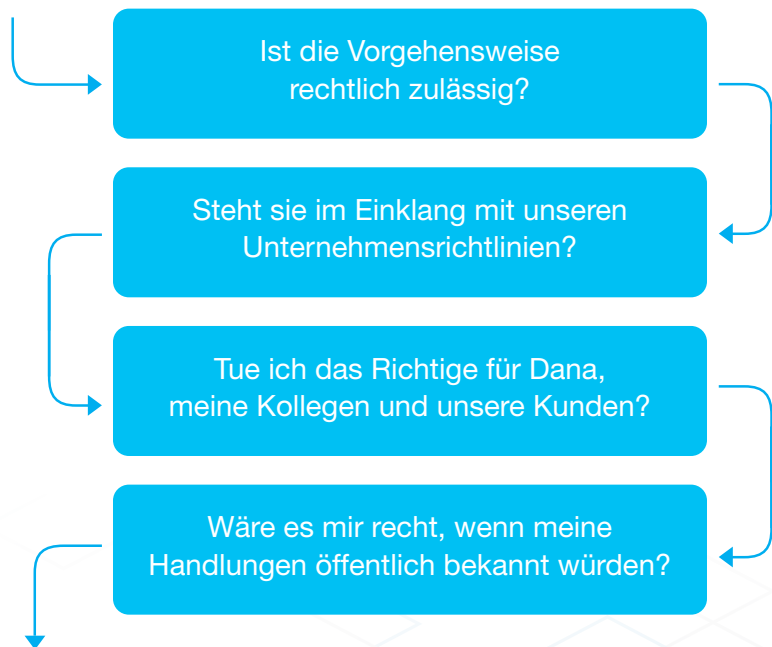 Ist die Vorgehensweise
rechtlich zulässig?
Steht sie im Einklang mit unseren
Unternehmensrichtlinien?
Tue ich das Richtige für Dana,
meine Kollegen und unsere Kunden?
Wäre es mir recht, wenn meine
Handlungen öffentlich bekannt würden?